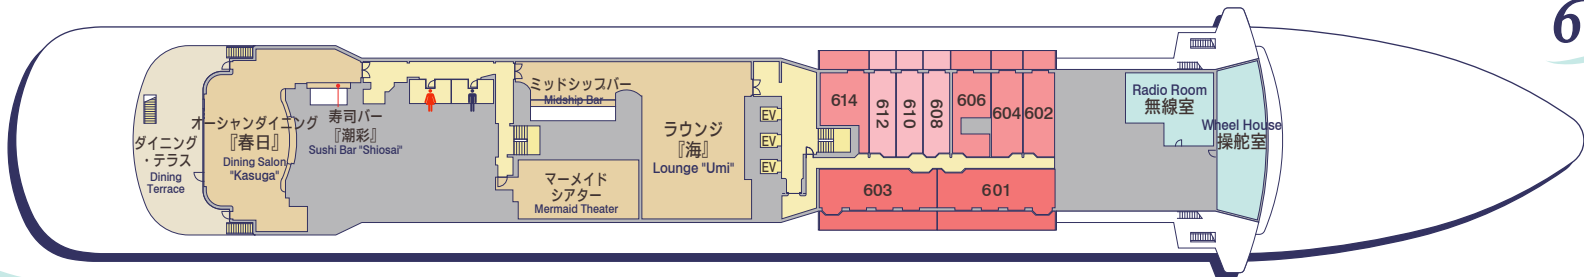 6
ダイニング
・テラス
Dining
Terrace
オーシャンダイニング
『春日』
Dining Salon
"Kasuga"
寿司バー
『潮彩』
Sushi Bar "Shiosai"
ミッドシップバー
Midship Bar
マーメイド
シアター
Mermaid Theater
ラウンジ
『海』
Lounge "Umi"
EV
EV
EV
614
612
610
608
606
604
602
603
601
Radio Room
無線室
Wheel House
操舵室